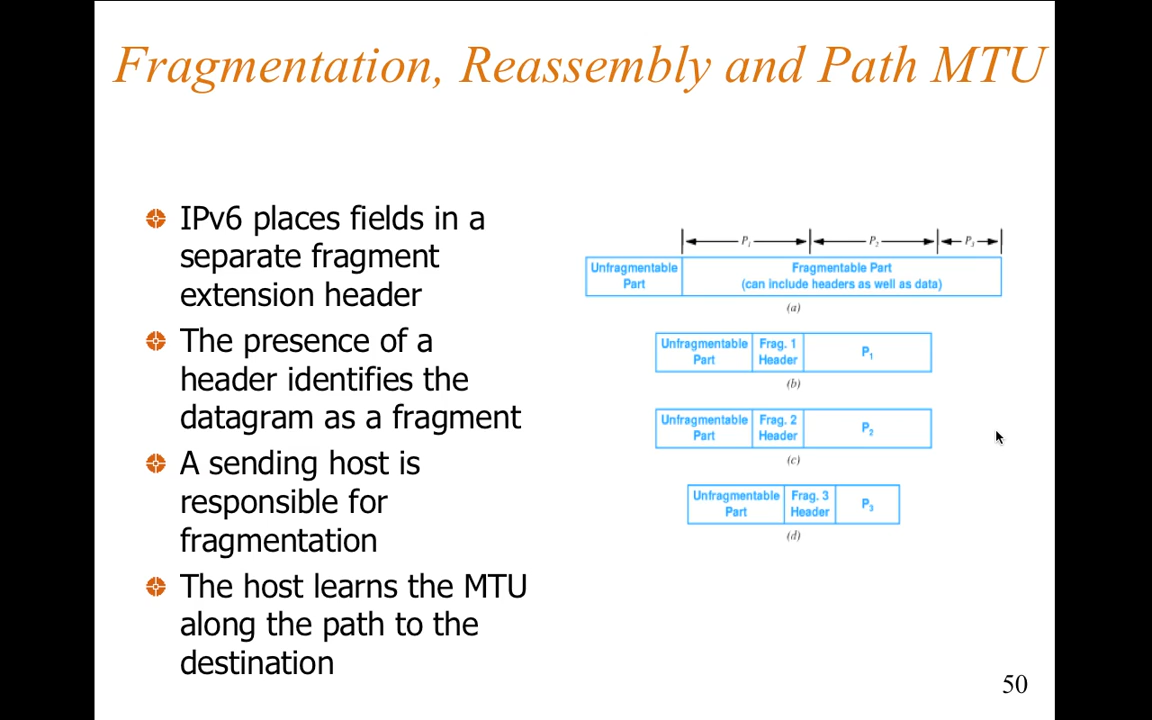 Fragmentation, Reassembly and Path MTU
IPv6 places fields in a
separate fragment
extension header
The presence of a
header identifies the
datagram as a fragment
A sending host is
responsible for
fragmentation
The host learns the MTU
along the path to the
destination
P1 P2 P3
Unfragmentable
Part
Fragmentable Part
(can include headers as well as data)
(a)
Unfragmentable
Part
Frag. 1
Header
P1
(b)
Unfragmentable
Part
Frag. 2
Header
P2
(c)
Unfragmentable
Part
Frag. 3
Header
P3
(d)
50